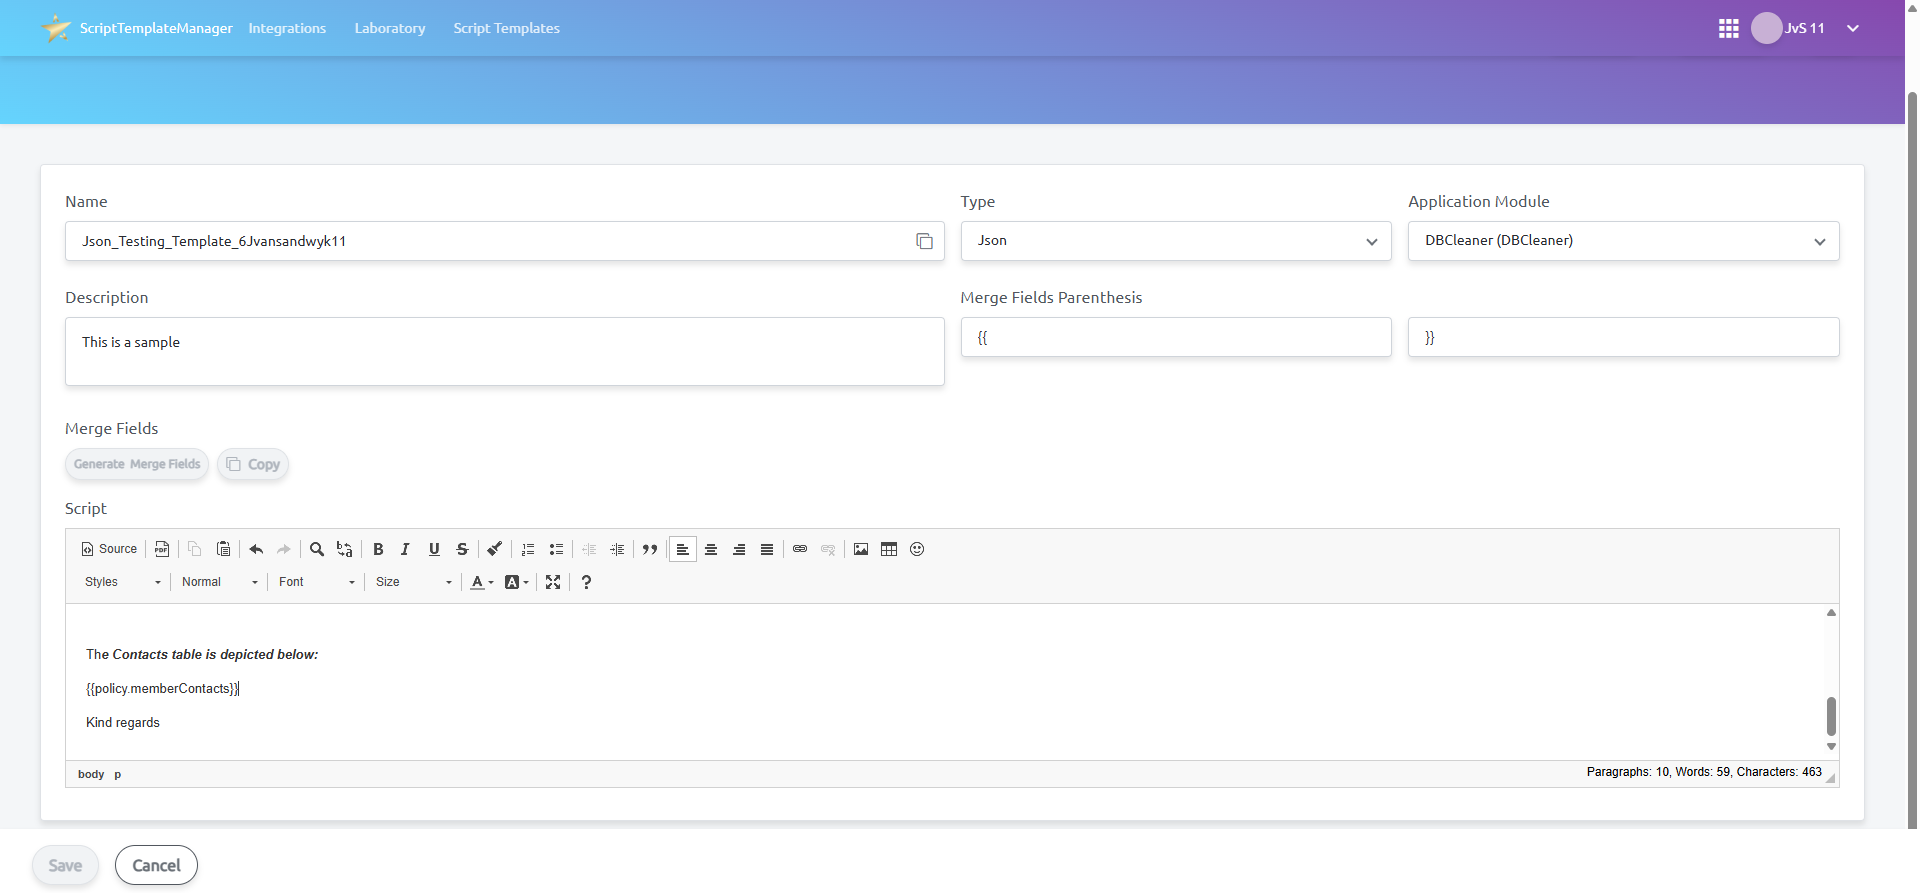 ScriptTemplateManager Integrations Laboratory Script Templates JvS 11
Name Type Application Module
Json_Testing_Template_6Jvansandwyk11 Json DBCleaner (DBCleaner)
Description Merge Fields Parenthesis
This is a sample {{ }}
Merge Fields
Generate Merge Fields Copy
Script
Source PDF B I U S
Styles Normal Font Size A A ?
The Contacts table is depicted below:
{{policy.memberContacts}}
Kind regards
body p Paragraphs: 10, Words: 59, Characters: 463
Save Cancel